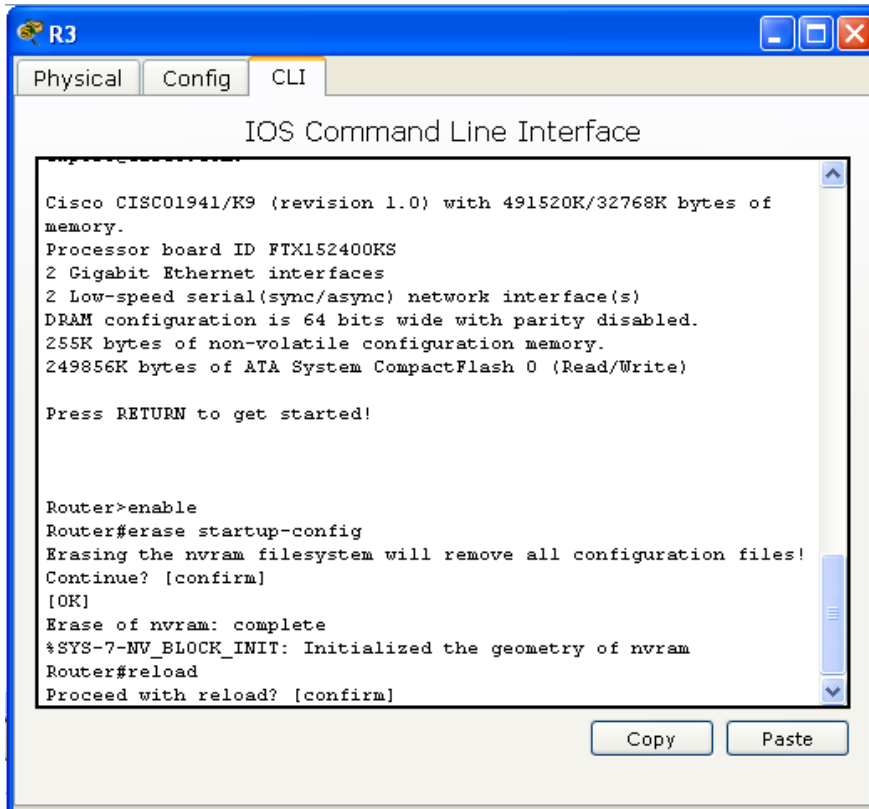 R3
Physical Config CLI
IOS Command Line Interface
Cisco CISCO1941/K9 (revision 1.0) with 491520K/32768K bytes of
memory.
Processor board ID FTX152400KS
2 Gigabit Ethernet interfaces
2 Low-speed serial(sync/async) network interface(s)
DRAM configuration is 64 bits wide with parity disabled.
255K bytes of non-volatile configuration memory.
249856K bytes of ATA System CompactFlash 0 (Read/Write)
Press RETURN to get started!
Router>enable
Router#erase startup-config
Erasing the nvram filesystem will remove all configuration files!
Continue? [confirm]
[OK]
Erase of nvram: complete
%SYS-7-NV_BLOCK_INIT: Initialized the geometry of nvram
Router#reload
Proceed with reload? [confirm]
Copy Paste